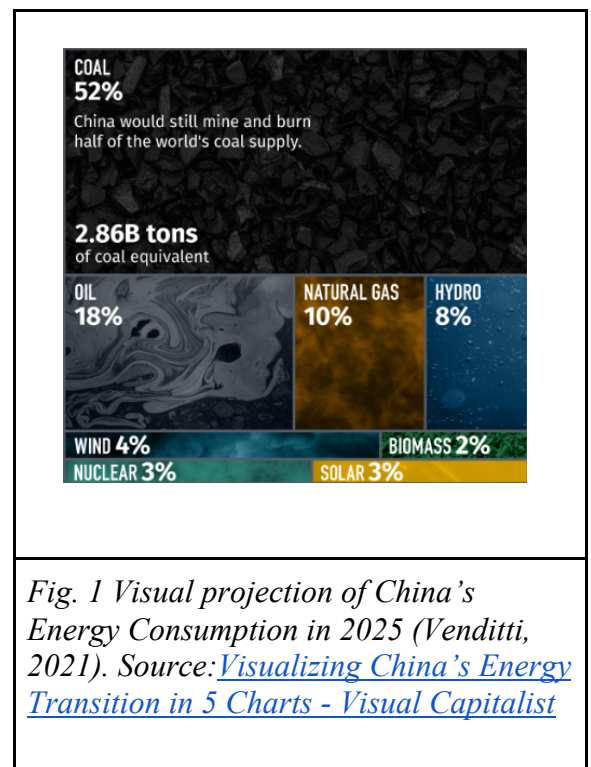 COAL
52%
China would still mine and burn
half of the world's coal supply.
2.86B tons
of coal equivalent
OIL
18%
NATURAL GAS
10%
HYDRO
8%
WIND 4%
BIOMASS 2%
NUCLEAR 3%
SOLAR 3%
Fig. 1 Visual projection of China’s
Energy Consumption in 2025 (Venditti,
2021). Source:Visualizing China’s Energy
Transition in 5 Charts - Visual Capitalist